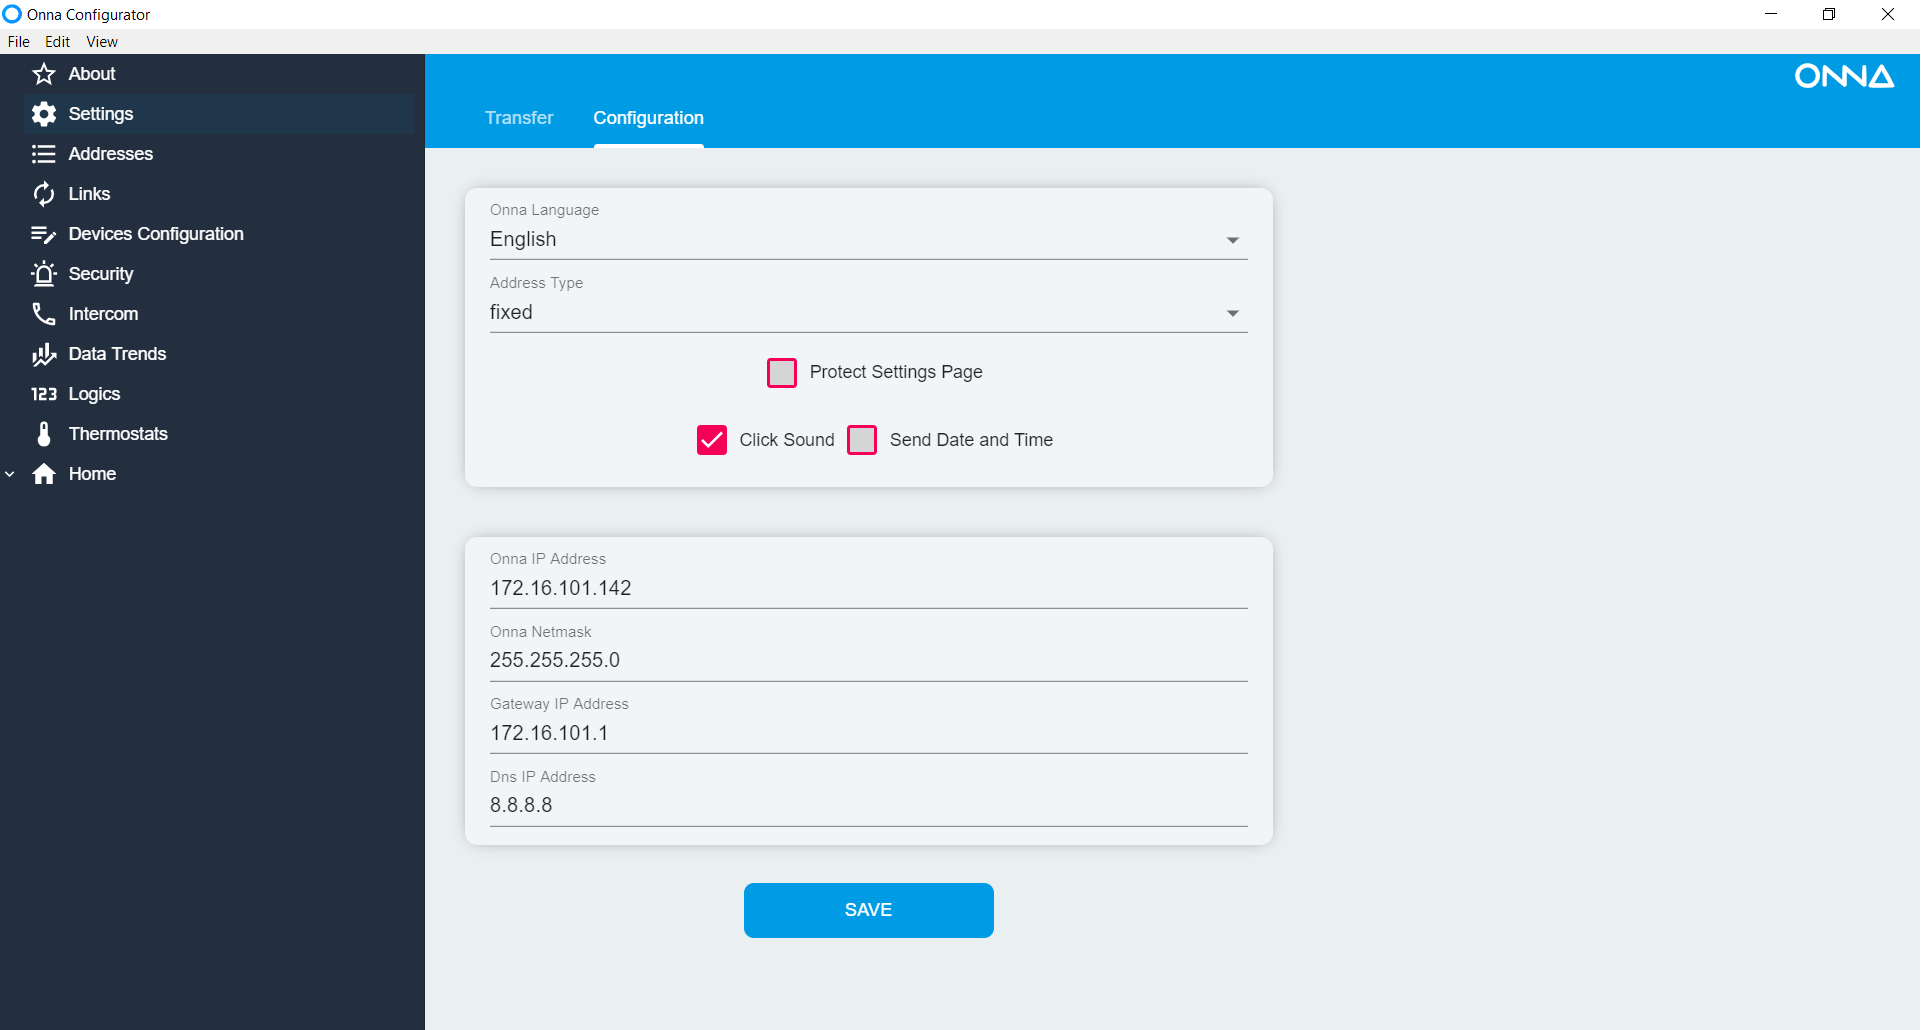 Onna Configurator
File Edit View
About
Settings
Addresses
Links
Devices Configuration
Security
Intercom
Data Trends
123 Logics
Thermostats
Home
ONNA
Transfer Configuration
Onna Language
English
Address Type
fixed
Protect Settings Page
Click Sound Send Date and Time
Onna IP Address
172.16.101.142
Onna Netmask
255.255.255.0
Gateway IP Address
172.16.101.1
Dns IP Address
8.8.8.8
SAVE